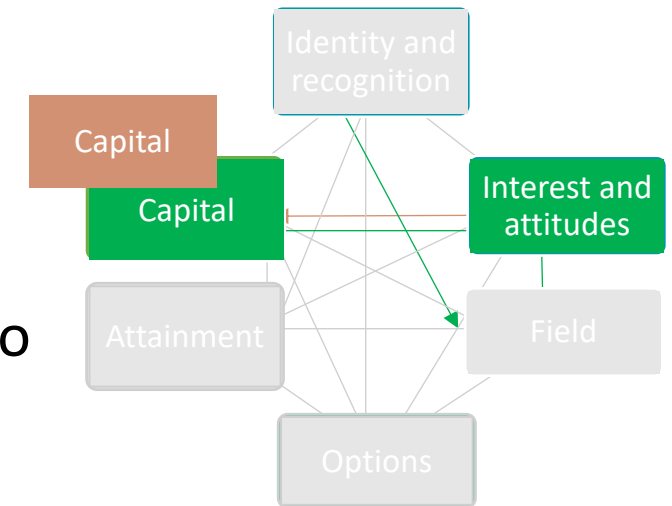 Identity and
recognition
Capital
Capital
Interest and
attitudes
o
Attainment
Field
Options